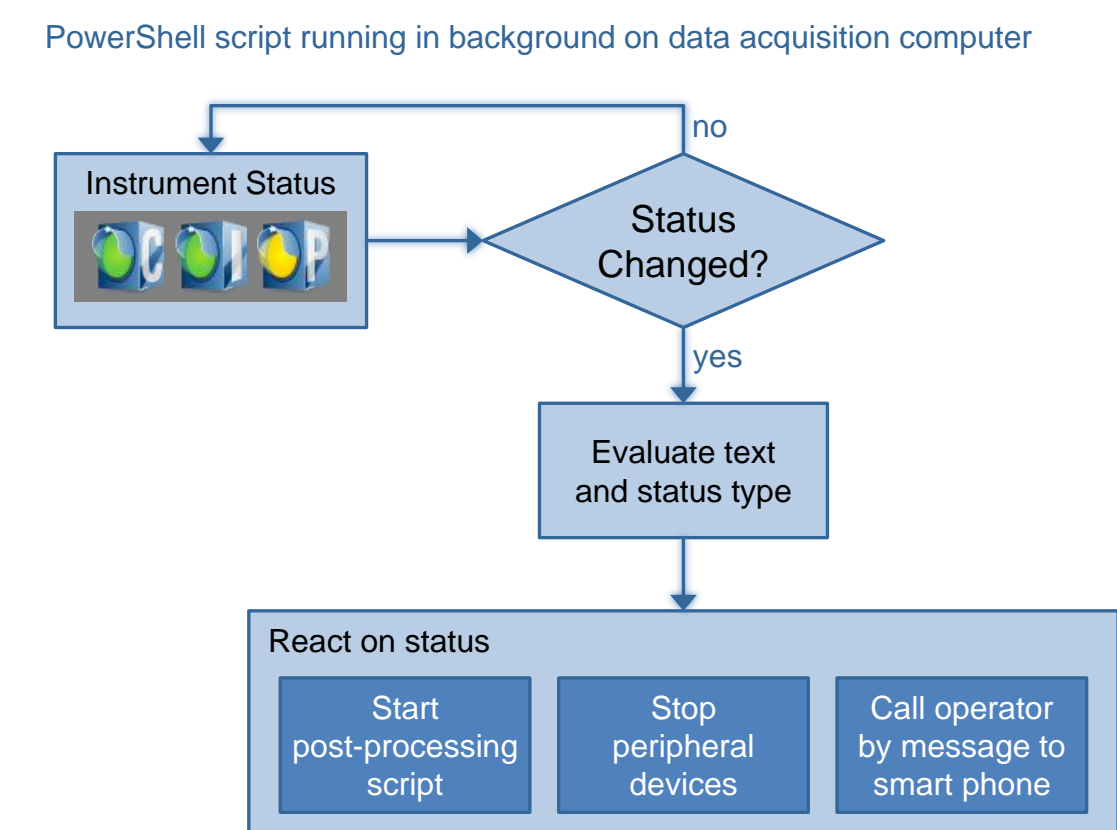 PowerShell script running in background on data acquisition computer
no
Instrument Status
C I P
Status
Changed?
yes
Evaluate text
and status type
React on status
Start
post-processing
script
Stop
peripheral
devices
Call operator
by message to
smart phone